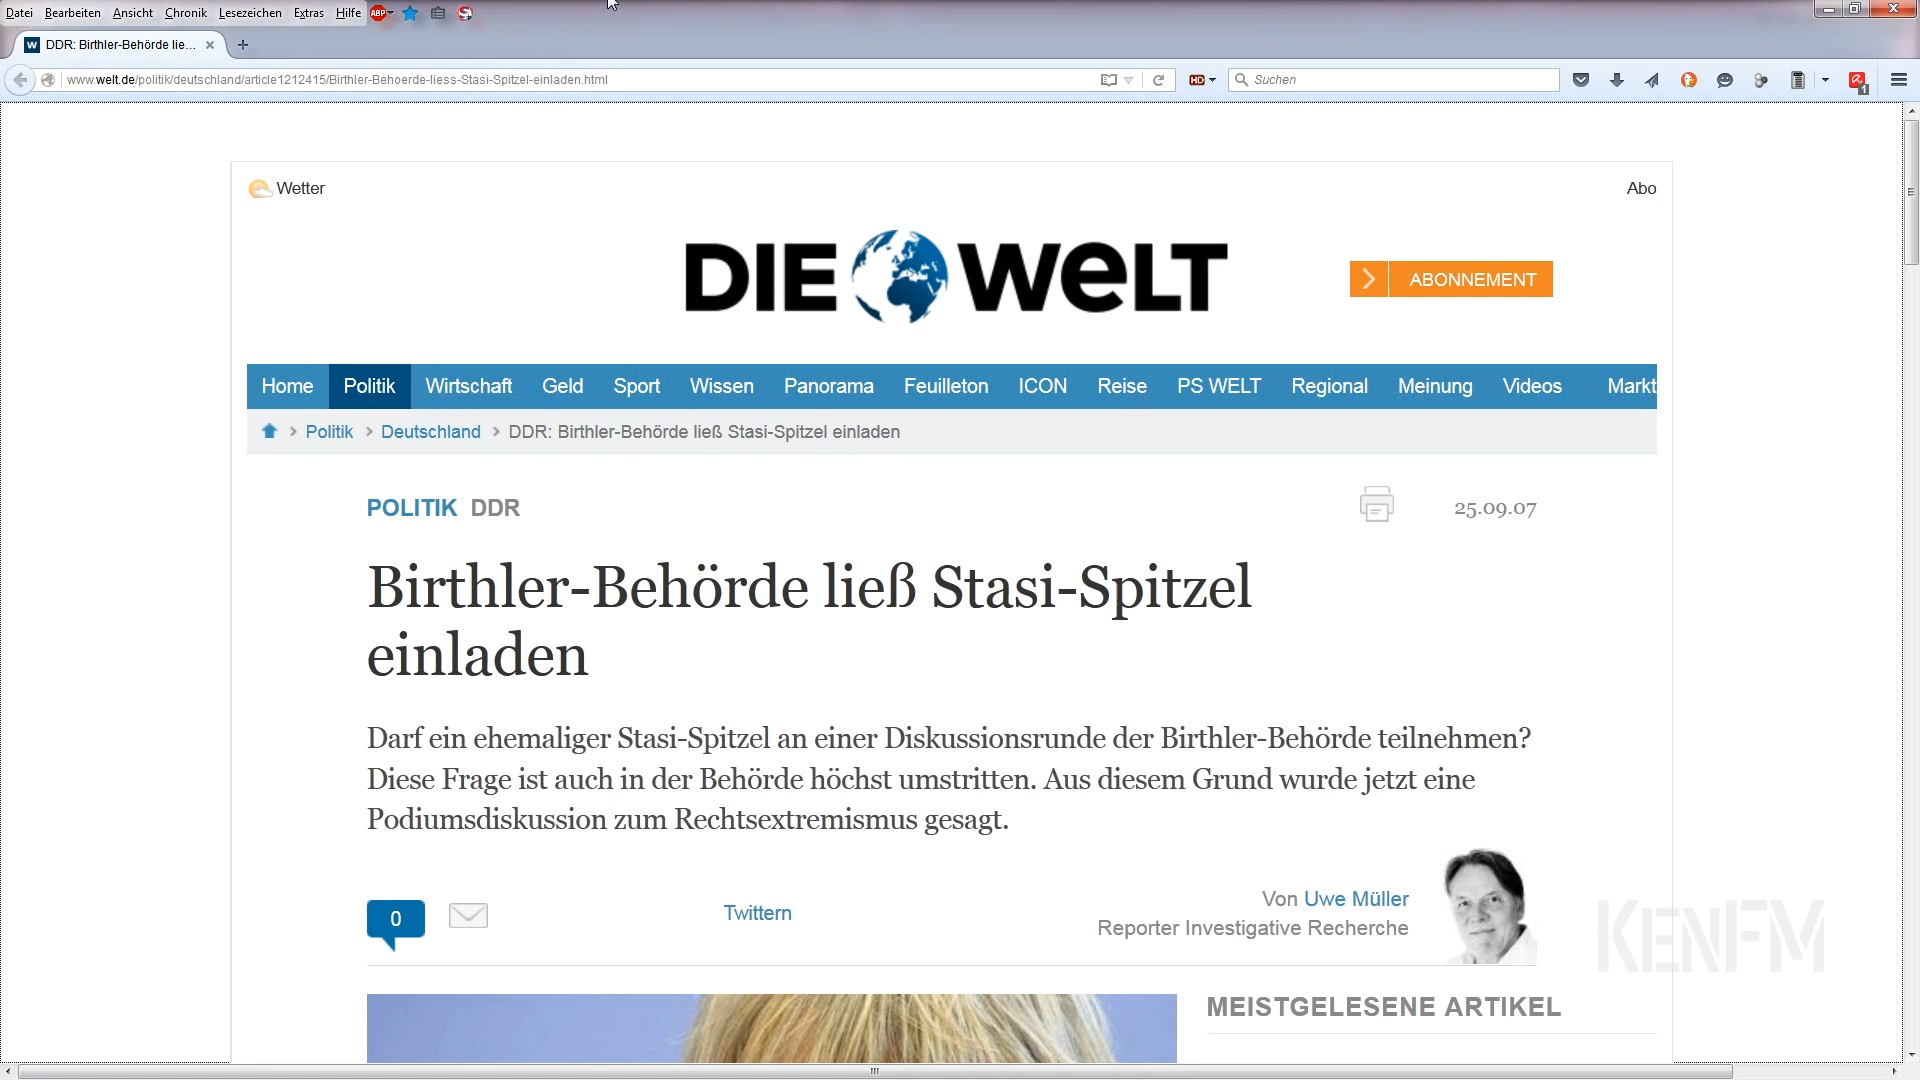 Datei Bearbeiten Ansicht Chronik Lesezeichen Extras Hilfe ABP
W DDR: Birthler-Behörde lie...
www.welt.de/politik/deutschland/article1212415/Birthler-Behoerde-liess-Stasi-Spitzel-einladen.html
HD
Suchen
1
Wetter
Abo
DIE WELT
ABONNEMENT
Home Politik Wirtschaft Geld Sport Wissen Panorama Feuilleton ICON Reise PS WELT Regional Meinung Videos Markt
Politik > Deutschland > DDR: Birthler-Behörde ließ Stasi-Spitzel einladen
POLITIK DDR
25.09.07
Birthler-Behörde ließ Stasi-Spitzel
einladen
Darf ein ehemaliger Stasi-Spitzel an einer Diskussionsrunde der Birthler-Behörde teilnehmen?
Diese Frage ist auch in der Behörde höchst umstritten. Aus diesem Grund wurde jetzt eine
Podiumsdiskussion zum Rechtsextremismus gesagt.
0
Twittern
Von Uwe Müller
Reporter Investigative Recherche
KENFM
MEISTGELESENE ARTIKEL